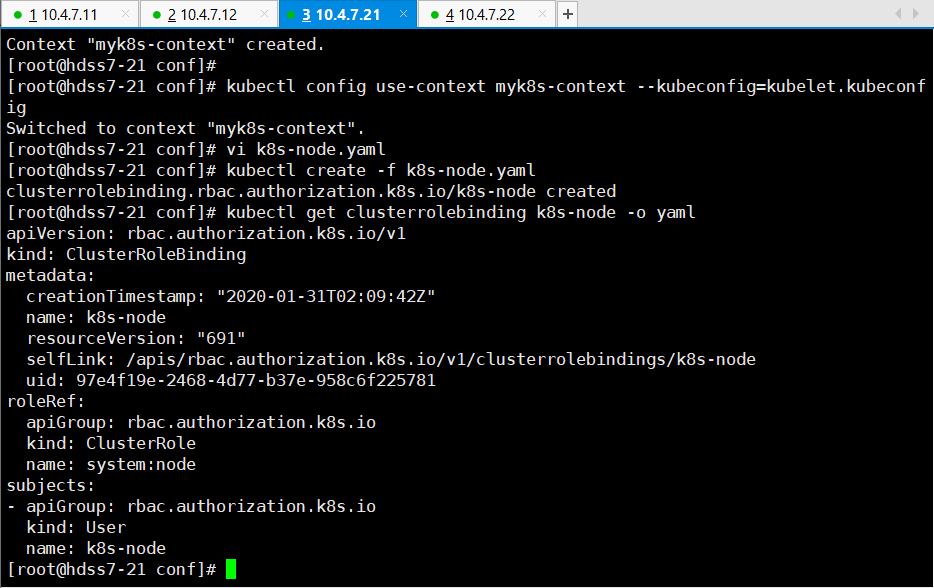 1 10.4.7.11 × 2 10.4.7.12 × 3 10.4.7.21 × 4 10.4.7.22 × +
Context "myk8s-context" created.
[root@hdss7-21 conf]#
[root@hdss7-21 conf]# kubectl config use-context myk8s-context --kubeconfig=kubelet.kubeconf
ig
Switched to context "myk8s-context".
[root@hdss7-21 conf]# vi k8s-node.yaml
[root@hdss7-21 conf]# kubectl create -f k8s-node.yaml
clusterrolebinding.rbac.authorization.k8s.io/k8s-node created
[root@hdss7-21 conf]# kubectl get clusterrolebinding k8s-node -o yaml
apiVersion: rbac.authorization.k8s.io/v1
kind: ClusterRoleBinding
metadata:
  creationTimestamp: "2020-01-31T02:09:42Z"
  name: k8s-node
  resourceVersion: "691"
  selfLink: /apis/rbac.authorization.k8s.io/v1/clusterrolebindings/k8s-node
  uid: 97e4f19e-2468-4d77-b37e-958c6f225781
roleRef:
  apiGroup: rbac.authorization.k8s.io
  kind: ClusterRole
  name: system:node
subjects:
- apiGroup: rbac.authorization.k8s.io
  kind: User
  name: k8s-node
[root@hdss7-21 conf]#